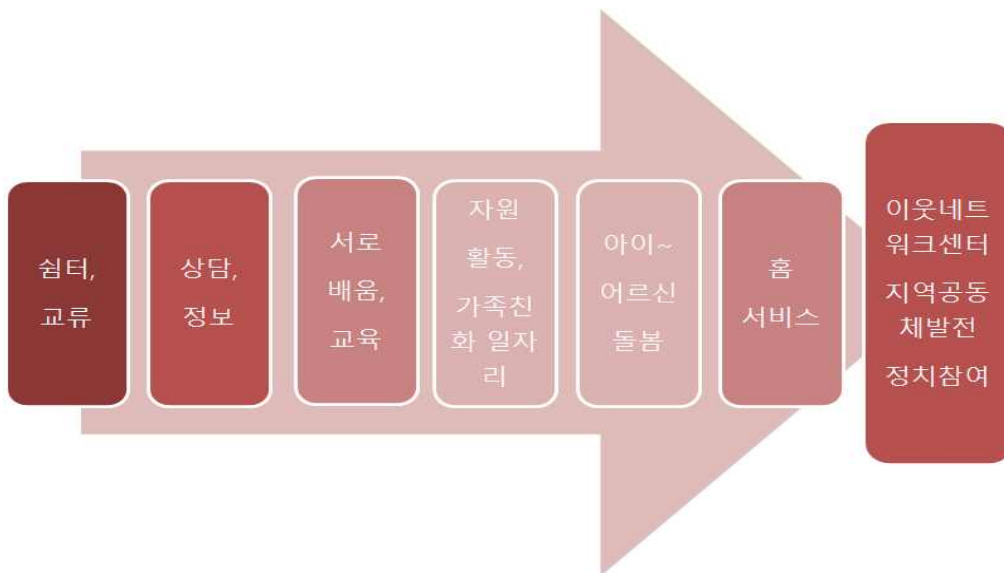 쉼터,
교류
상담,
정보
서로
배움,
교육
자원
활동,
가족친
화 일자
리
아이~
어르신
돌봄
홈
서비스
이웃네트
워크센터
지역공동
체발전
정치참여